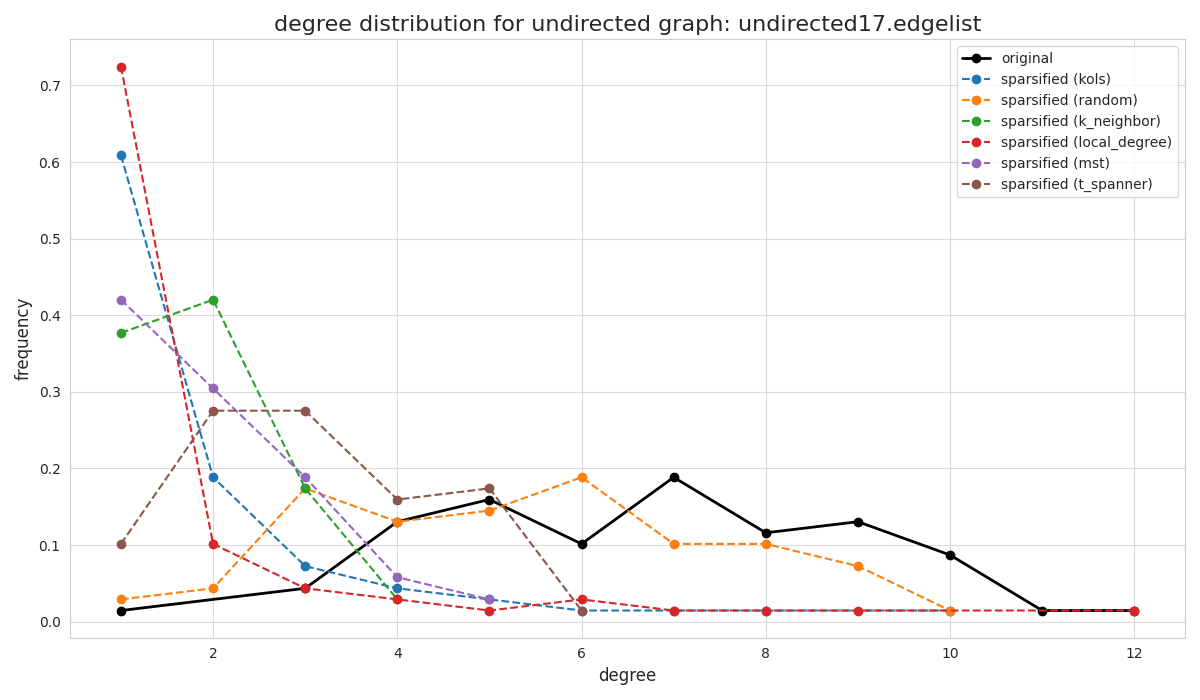 degree distribution for undirected graph: undirected17.edgelist
original
sparsified (kols)
sparsified (random)
sparsified (k_neighbor)
sparsified (local_degree)
sparsified (mst)
sparsified (t_spanner)
frequency
0.7
0.6
0.5
0.4
0.3
0.2
0.1
0.0
2 4 6 8 10 12
degree